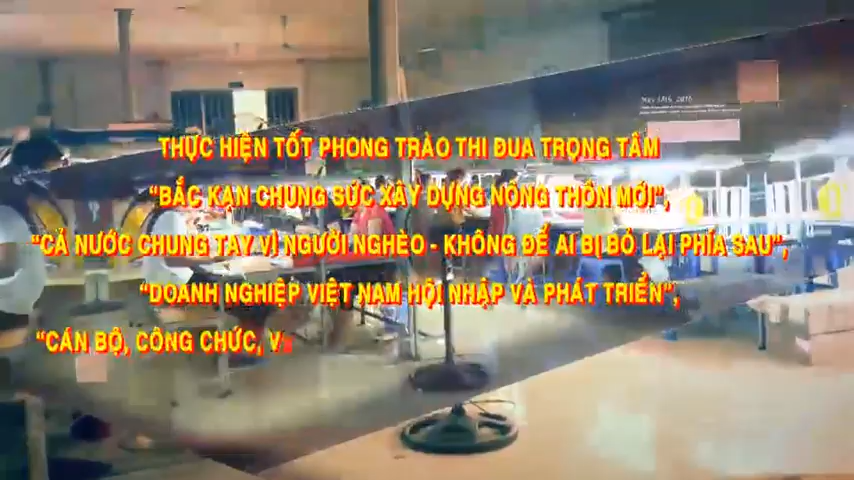 THỰC HIỆN TỐT PHONG TRÀO THI ĐUA TRỌNG TÂM
“BẮC KẠN CHUNG SỨC XÂY DỰNG NÔNG THÔN MỚI”,
“CẢ NƯỚC CHUNG TAY VÌ NGƯỜI NGHÈO - KHÔNG ĐỂ AI BỊ BỎ LẠI PHÍA SAU”,
“DOANH NGHIỆP VIỆT NAM HỘI NHẬP VÀ PHÁT TRIỂN”,
“CÁN BỘ, CÔNG CHỨC, V